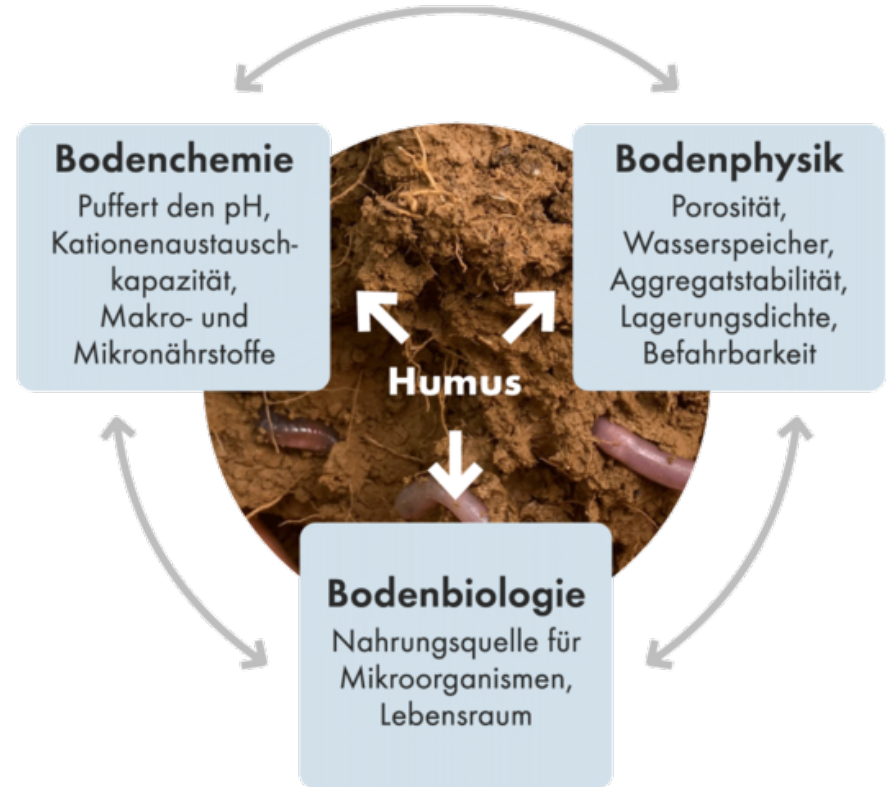 Bodenchemie
Puffert den pH,
Kationenaustausch-
kapazität,
Makro- und
Mikronährstoffe
Bodenphysik
Porosität,
Wasserspeicher,
Aggregatstabilität,
Lagerungsdichte,
Befahrbarkeit
Humus
Bodenbiologie
Nahrungsquelle für
Mikroorganismen,
Lebensraum